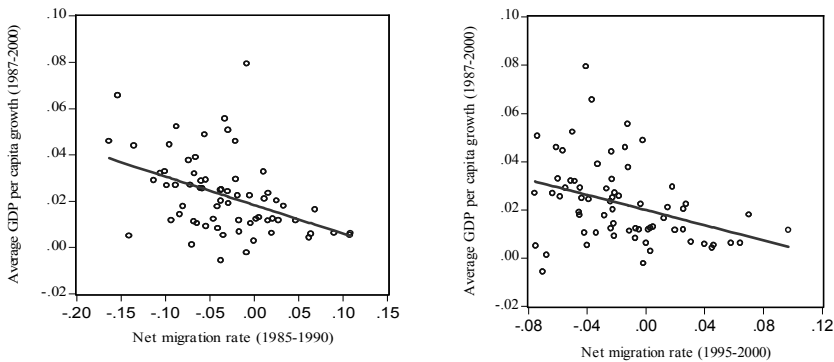 .10
.08
.06
.04
.02
.00
-.02
-.20 -.15 -.10 -.05 .00 .05 .10 .15
Average GDP per capita growth (1987-2000)
Net migration rate (1985-1990)
.10
.08
.06
.04
.02
.00
-.02
-.08 -.04 .00 .04 .08 .12
Average GDP per capita growth (1987-2000)
Net migration rate (1995-2000)